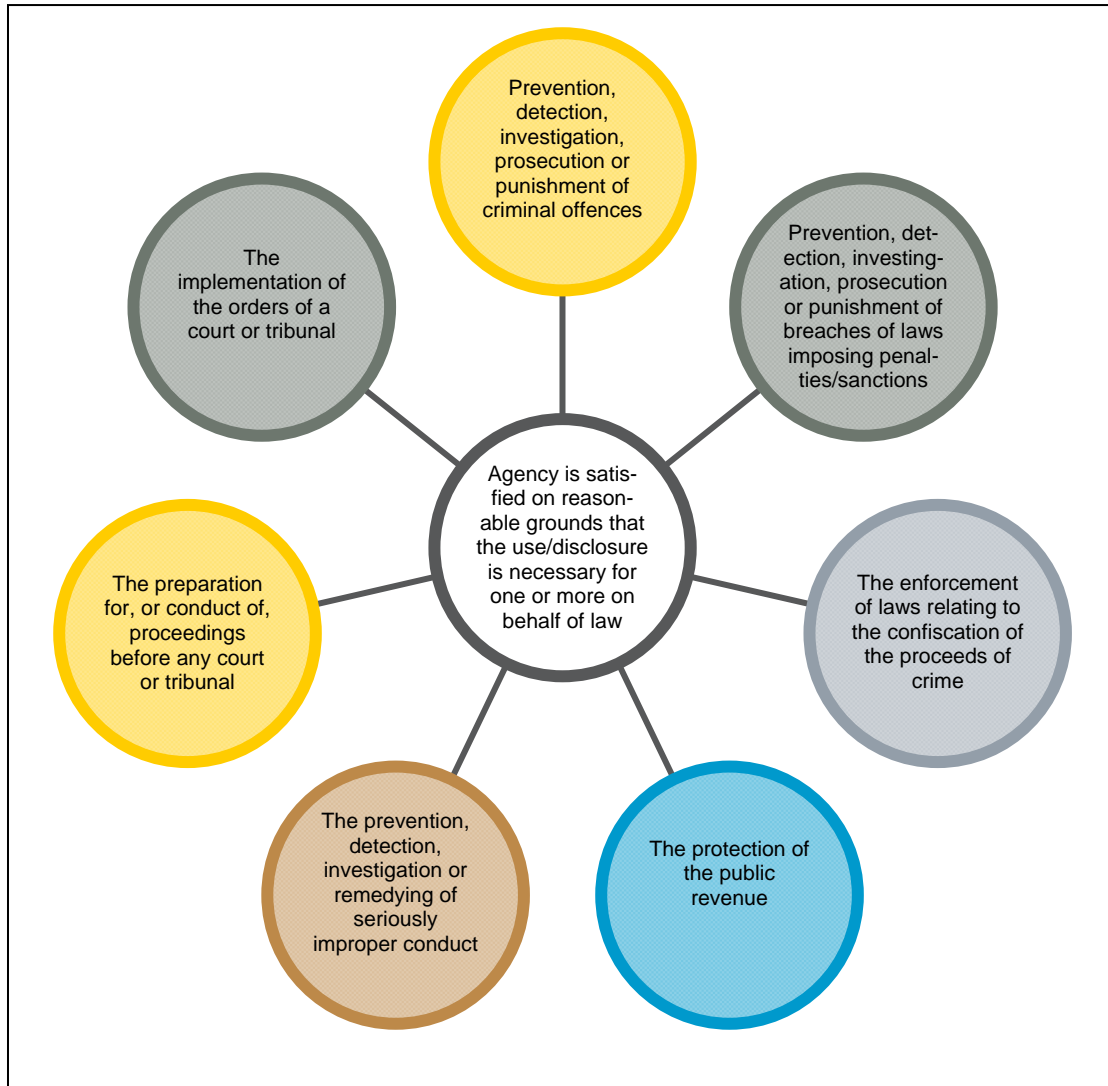 Prevention,
detection,
investigation,
prosecution or
punishment of
criminal offences
Prevention, det-
ection, investing-
ation, prosecution
or punishment of
breaches of laws
imposing penal-
ties/sanctions
The enforcement
of laws relating to
the confiscation of
the proceeds of
crime
The protection of
the public
revenue
The prevention,
detection,
investigation or
remedying of
seriously
improper conduct
The preparation
for, or conduct of,
proceedings
before any court
or tribunal
The
implementation of
the orders of a
court or tribunal
Agency is satis-
fied on reason-
able grounds that
the use/disclosure
is necessary for
one or more on
behalf of law